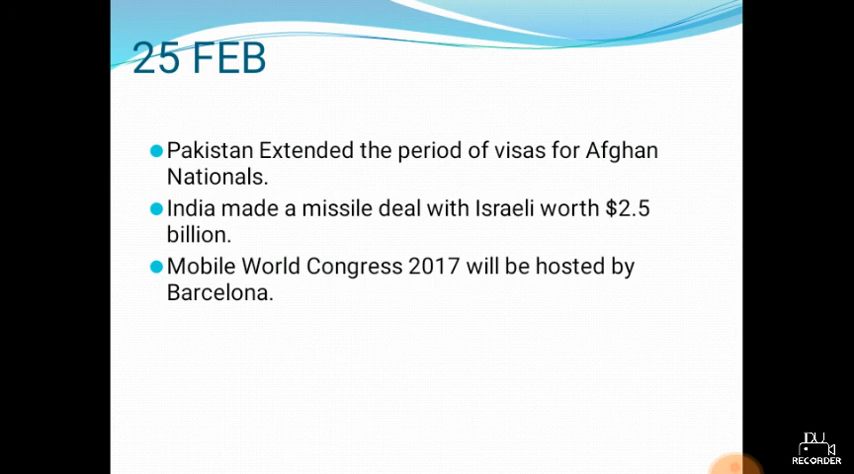 25 FEB
Pakistan Extended the period of visas for Afghan
Nationals.
India made a missile deal with Israeli worth $2.5
billion.
Mobile World Congress 2017 will be hosted by
Barcelona.
DU
RECORDER